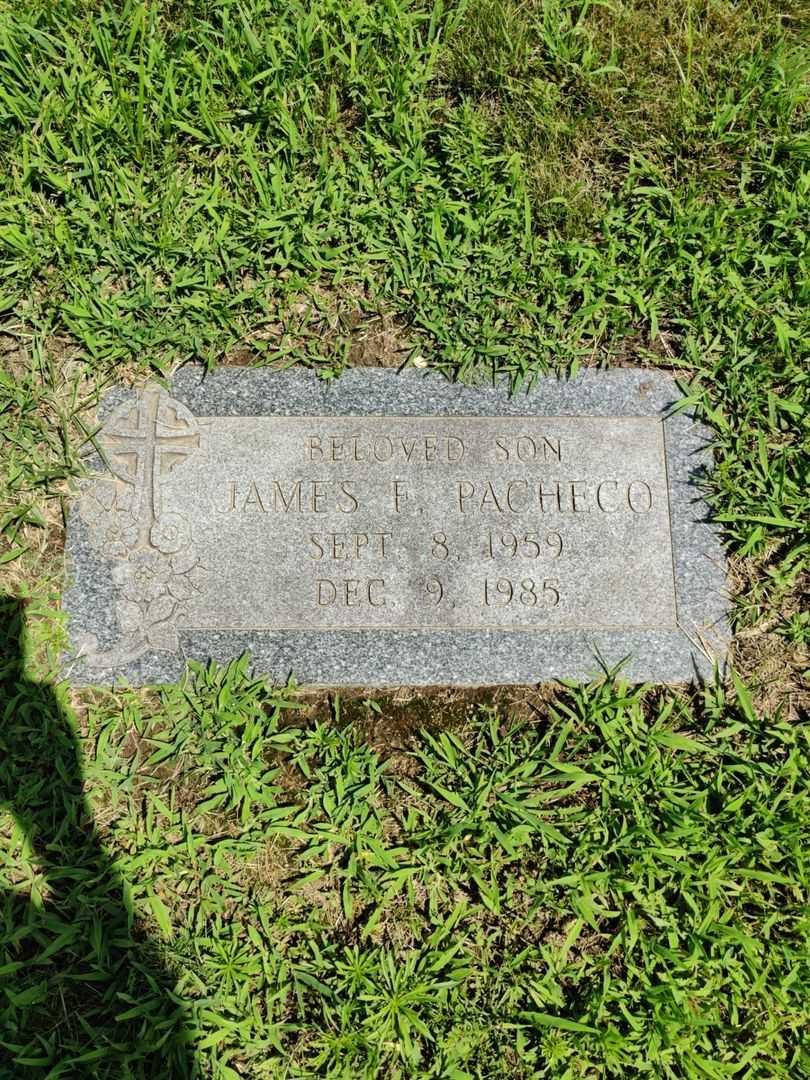 BELOVED SON
JAMES F. PACHECO
SEPT. 8, 1959
DEC. 9, 1985